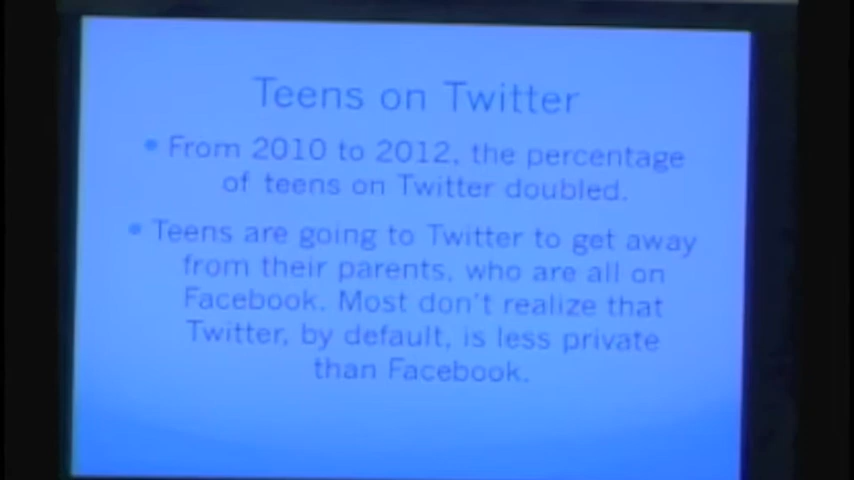 Teens on Twitter
• From 2010 to 2012, the percentage
of teens on Twitter doubled.
• Teens are going to Twitter to get away
from their parents, who are all on
Facebook. Most don't realize that
Twitter, by default, is less private
than Facebook.